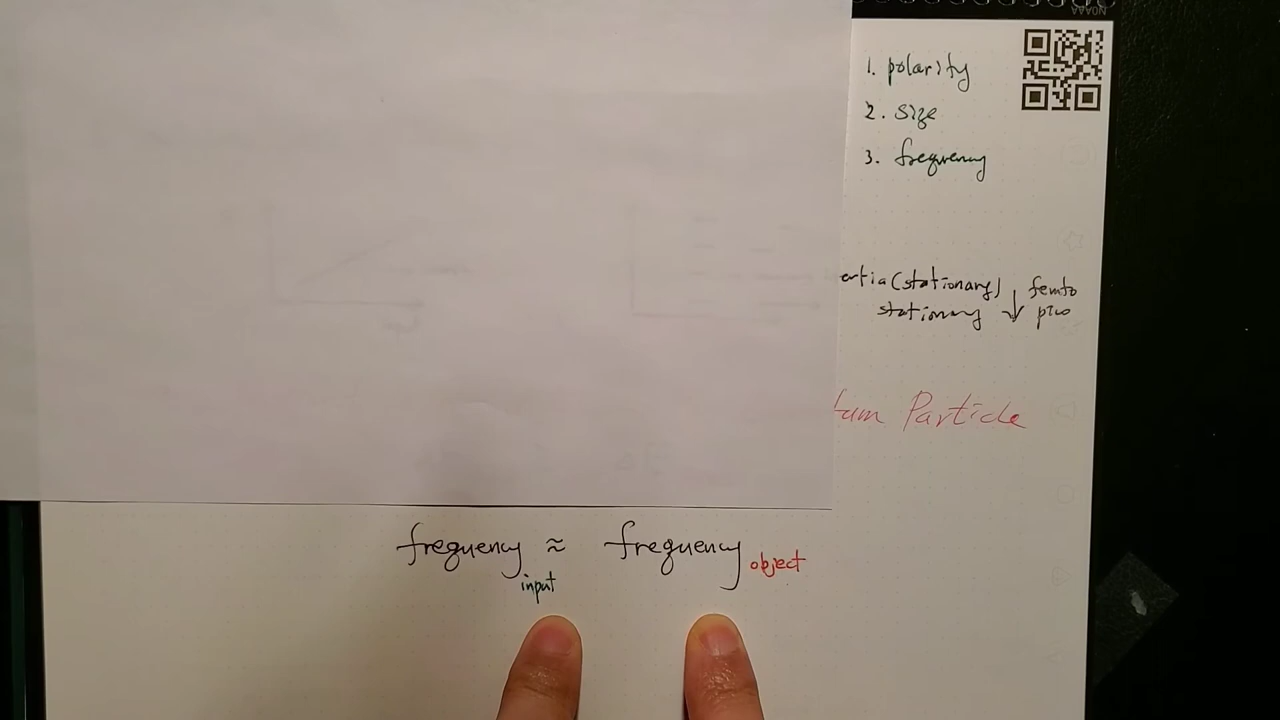 1. polarity
2. size
3. frequency
ertia (stationary) ↓ femto
stationary pico
tum Particle
frequency input ≈ frequency object